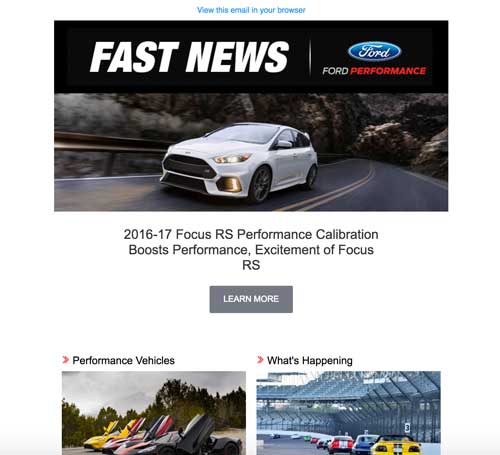 View this email in your browser
FAST NEWS
Ford
FORD PERFORMANCE
2016-17 Focus RS Performance Calibration
Boosts Performance, Excitement of Focus
RS
LEARN MORE
Performance Vehicles
What's Happening